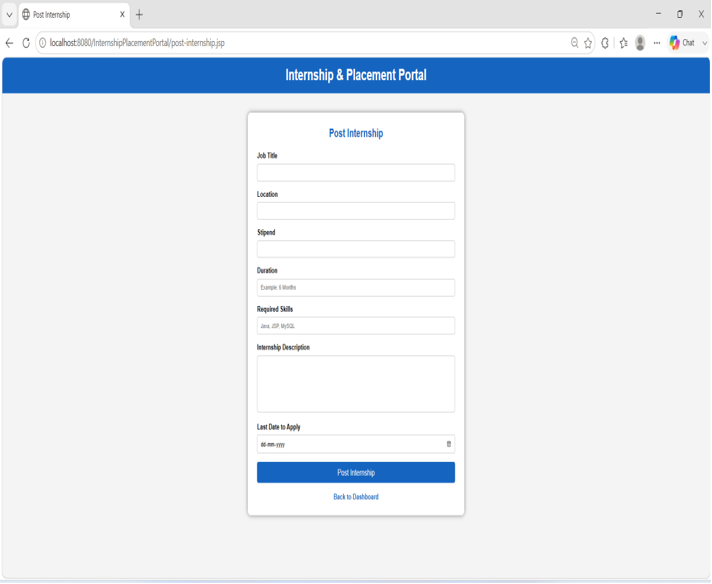 Post Internship
localhost:8080/InternshipPlacementPortal/post-internship.jsp
Chat
Internship & Placement Portal
Post Internship
Job Title
Location
Stipend
Duration
Example: 6 Months
Required Skills
Java, JSP, MySQL
Internship Description
Last Date to Apply
dd-mm-yyyy
Post Internship
Back to Dashboard